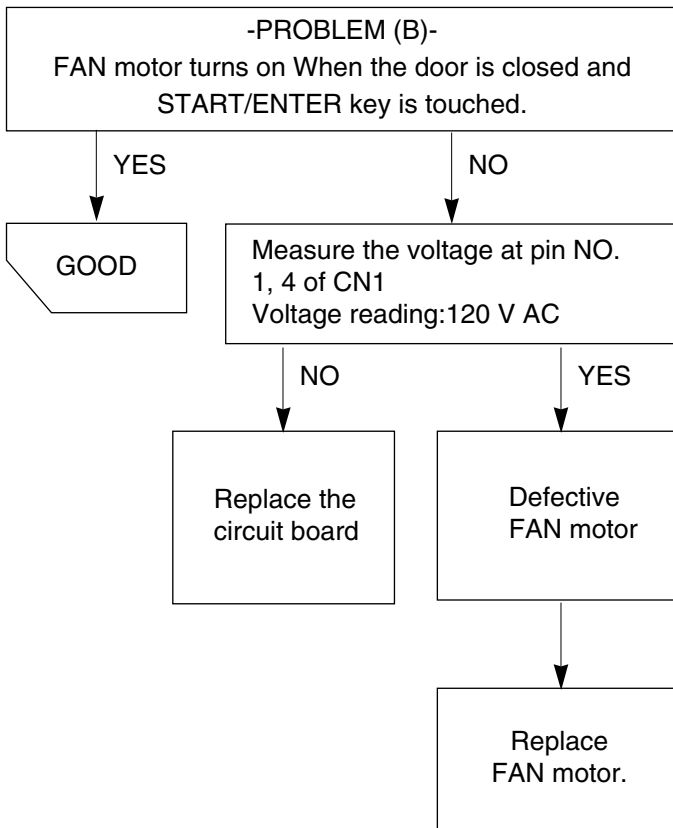 -PROBLEM (B)-
FAN motor turns on When the door is closed and
START/ENTER key is touched.
YES
NO
GOOD
Measure the voltage at pin NO.
1, 4 of CN1
Voltage reading:120 V AC
NO
YES
Replace the
circuit board
Defective
FAN motor
Replace
FAN motor.